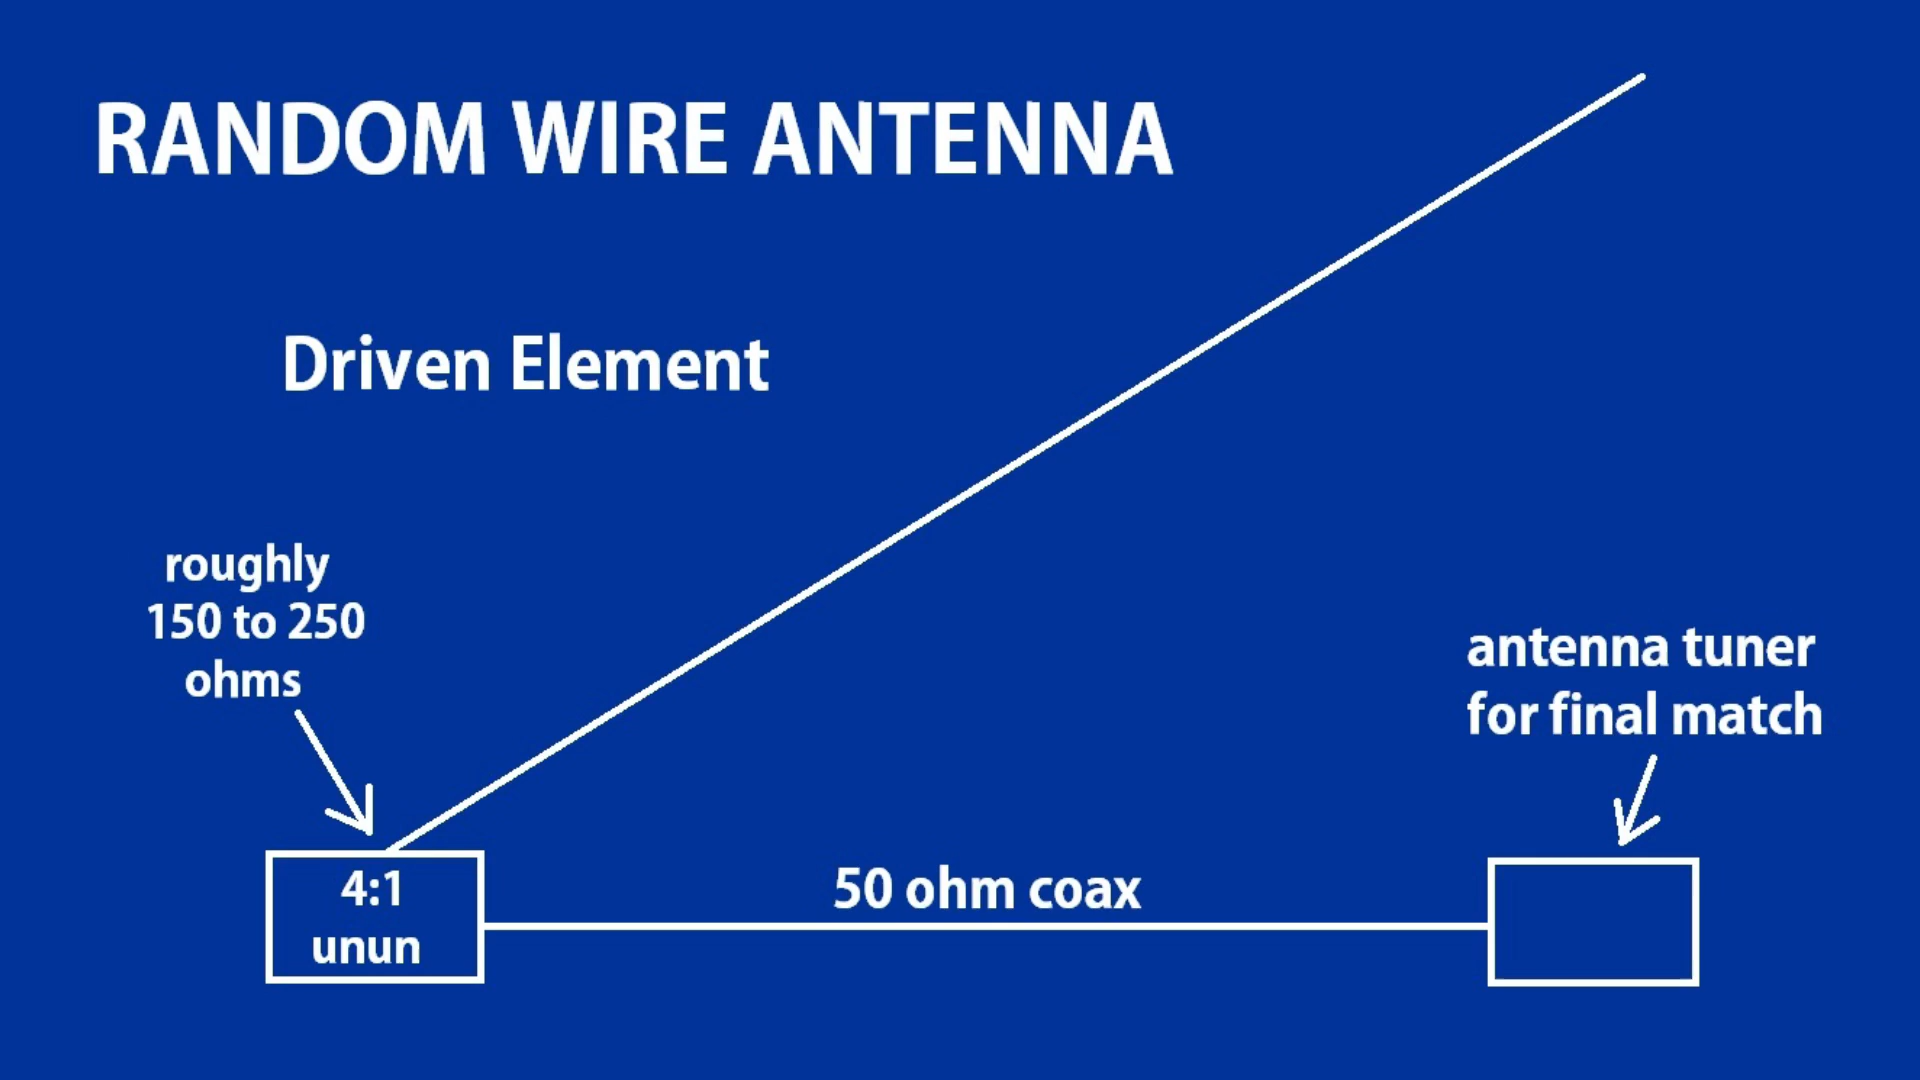 RANDOM WIRE ANTENNA
Driven Element
roughly
150 to 250
ohms
antenna tuner
for final match
4:1
unun
50 ohm coax